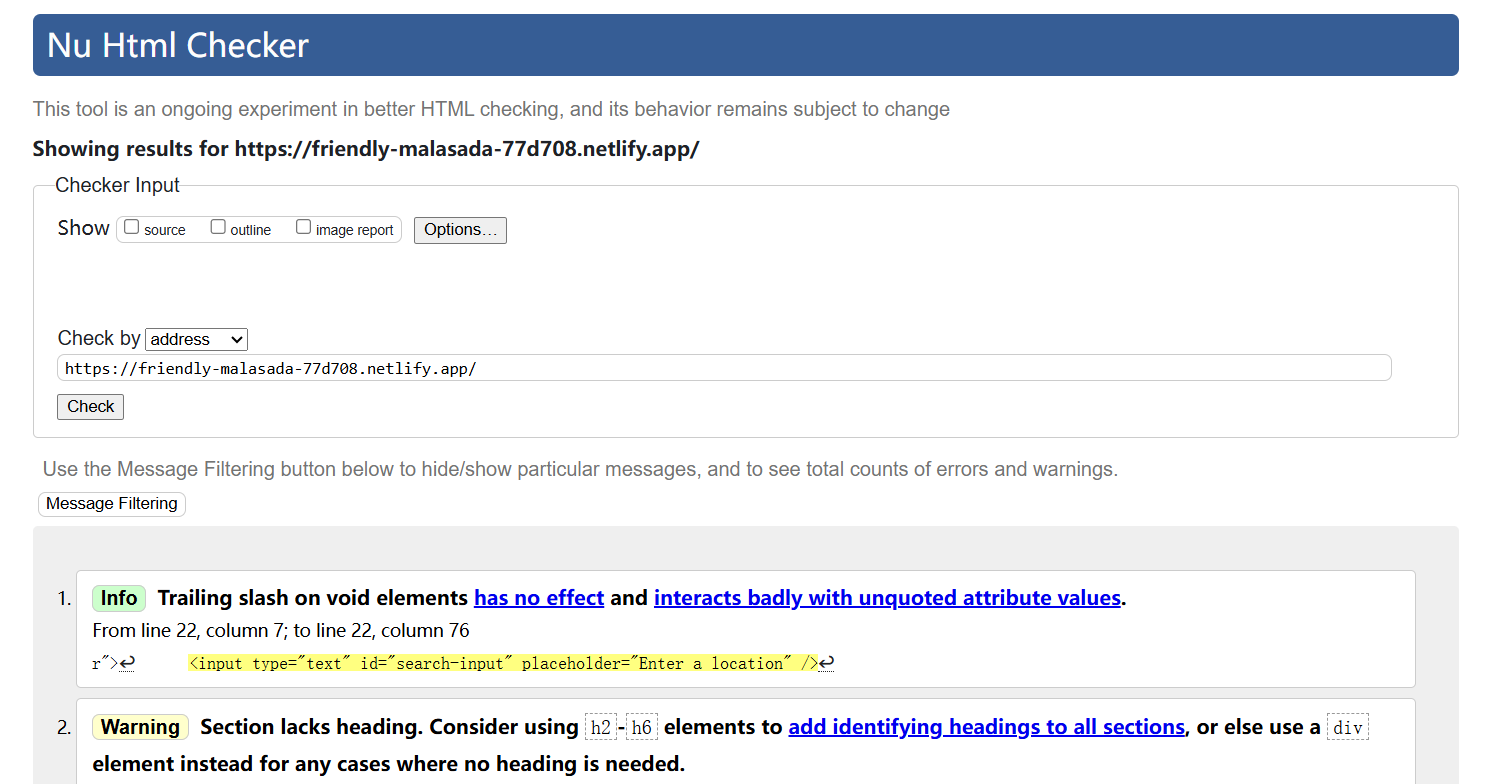 Nu Html Checker
This tool is an ongoing experiment in better HTML checking, and its behavior remains subject to change
Showing results for https://friendly-malasada-77d708.netlify.app/
Checker Input
Show source outline image report Options...
Check by address
https://friendly-malasada-77d708.netlify.app/
Check
Use the Message Filtering button below to hide/show particular messages, and to see total counts of errors and warnings.
Message Filtering
1. Info Trailing slash on void elements has no effect and interacts badly with unquoted attribute values.
From line 22, column 7; to line 22, column 76
r">↩ <input type="text" id="search-input" placeholder="Enter a location" />↩
2. Warning Section lacks heading. Consider using h2-h6 elements to add identifying headings to all sections, or else use a div
element instead for any cases where no heading is needed.